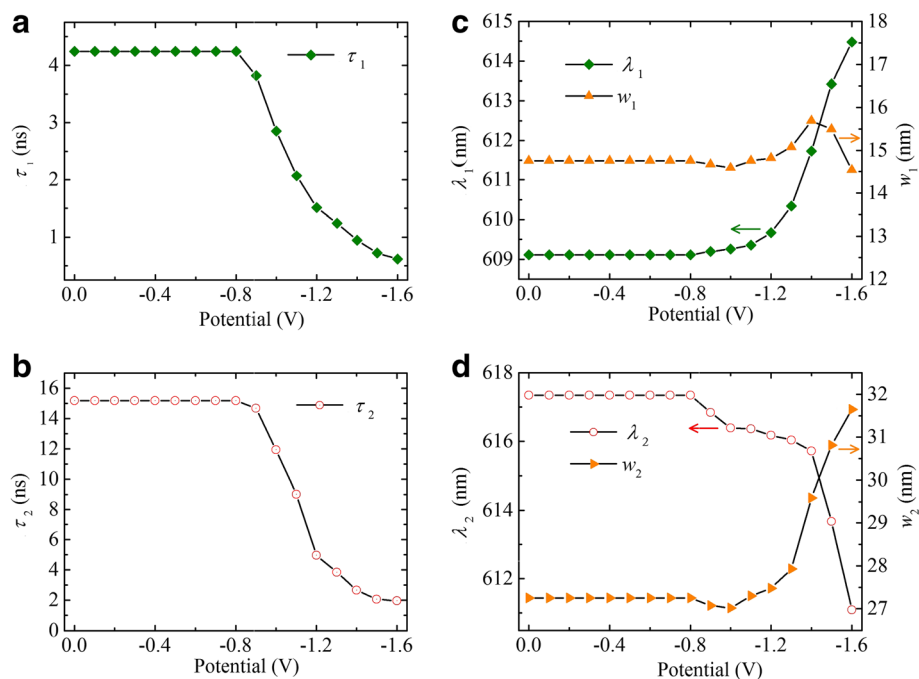 a
τ1
4
3
2
1
τ1 (ns)
0.0 -0.4 -0.8 -1.2 -1.6
Potential (V)
c
λ1
w1
615
614
613
612
611
610
609
λ1(nm)
18
17
16
15
14
13
12
w1 (nm)
0.0 -0.4 -0.8 -1.2 -1.6
Potential (V)
b
τ2
16
14
12
10
8
6
4
2
0
τ2 (ns)
0.0 -0.4 -0.8 -1.2 -1.6
Potential (V)
d
λ2
w2
618
616
614
612
λ2 (nm)
32
31
30
29
28
27
w2 (nm)
0.0 -0.4 -0.8 -1.2 -1.6
Potential (V)